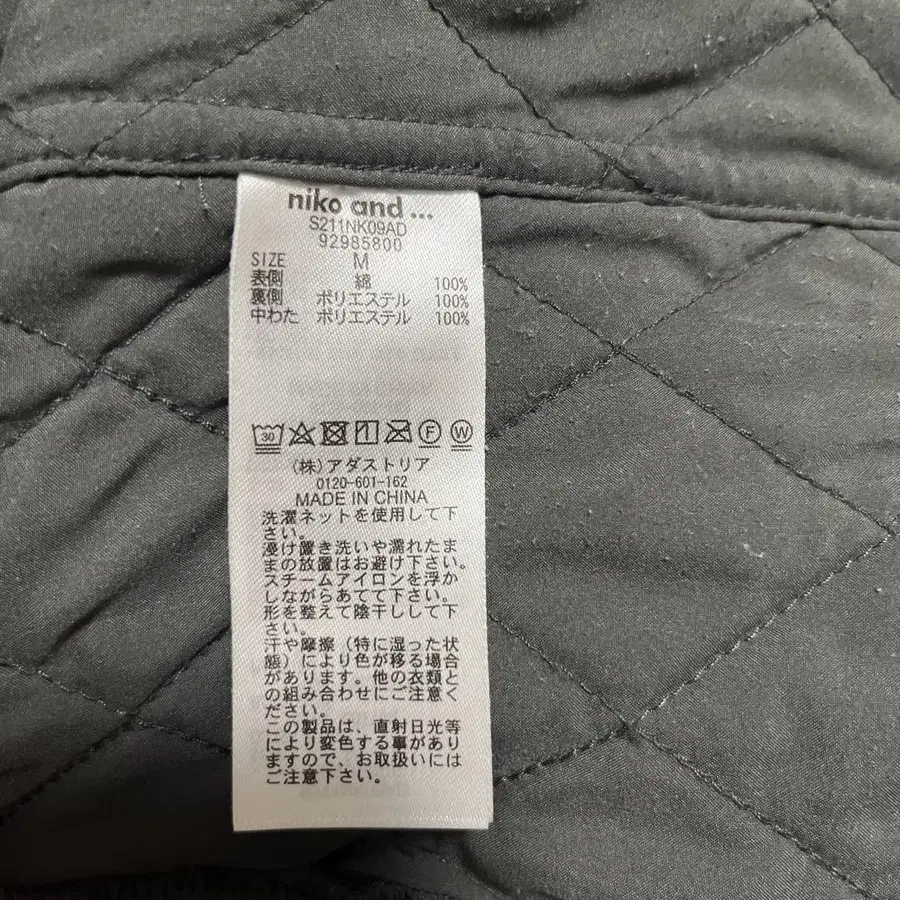 niko and ...
S211NK09AD
92985800
SIZE M
表側 綿 100%
裏側 ポリエステル 100%
中わた ポリエステル 100%
30 F W
(株)アダストリア
0120-601-162
MADE IN CHINA
洗濯ネットを使用して下
さい。
浸け置き洗いや濡れたま
まの放置はお避け下さい。
スチームアイロンを浮か
しながらあてて下さい。
形を整えて陰干しして下
さい。
汗や摩擦(特に湿った状
態)により色が移る場合
があります。他の衣類と
の組み合わせにご注意く
ださい。
この製品は、直射日光等
により変色する事があり
ますので、お取扱いには
ご注意下さい。